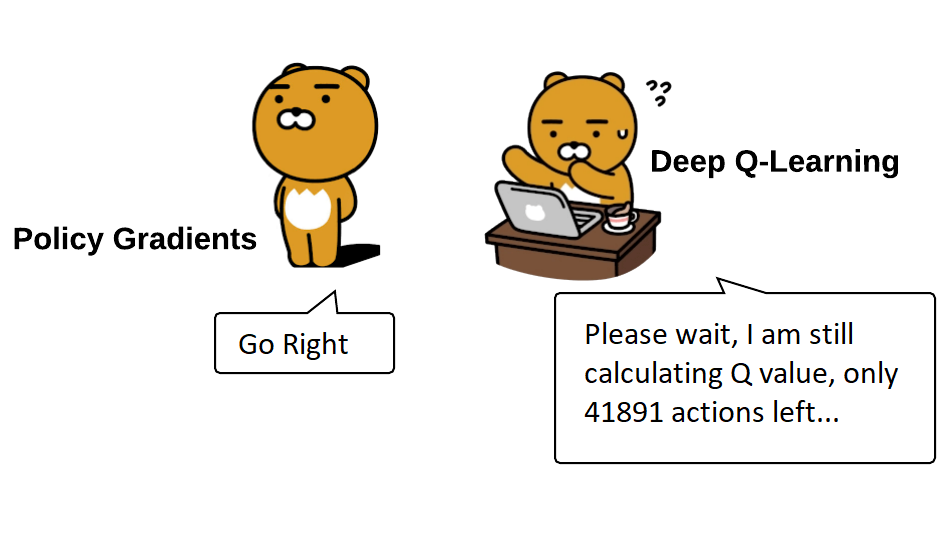 Policy Gradients
Go Right
Deep Q-Learning
Please wait, I am still
calculating Q value, only
41891 actions left...